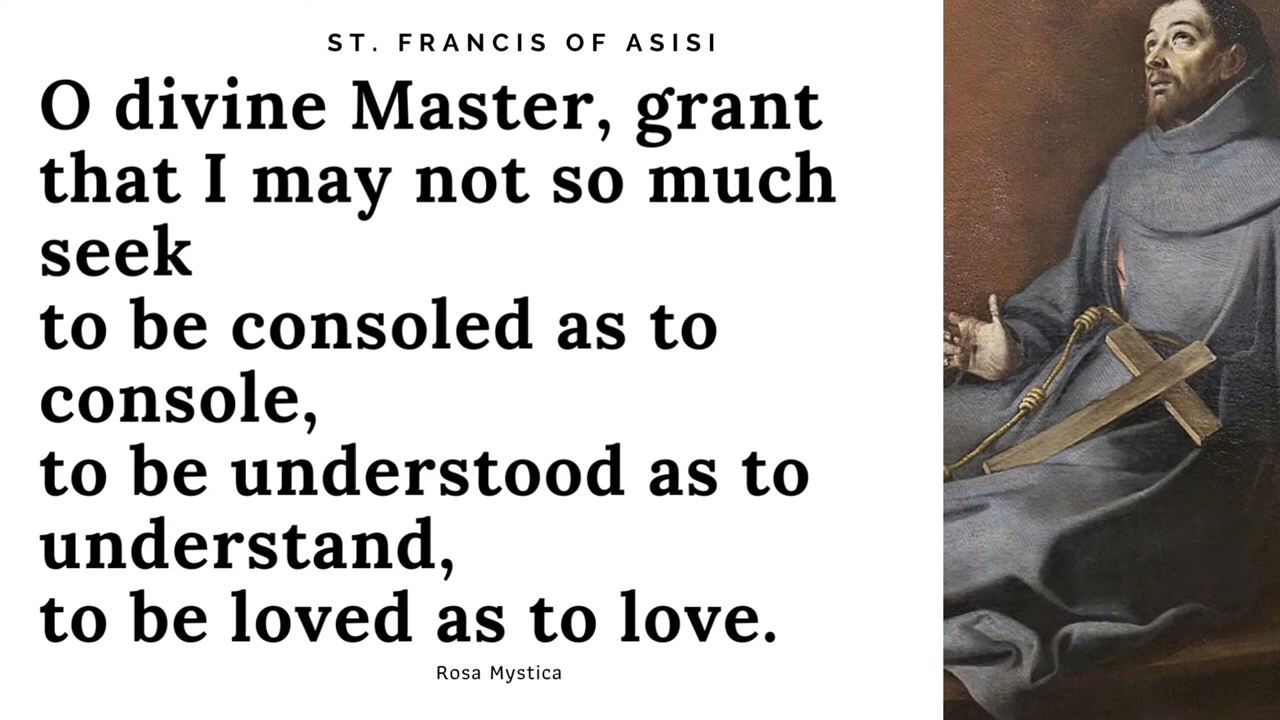 ST. FRANCIS OF ASISI
O divine Master, grant
that I may not so much
seek
to be consoled as to
console,
to be understood as to
understand,
to be loved as to love.
Rosa Mystica